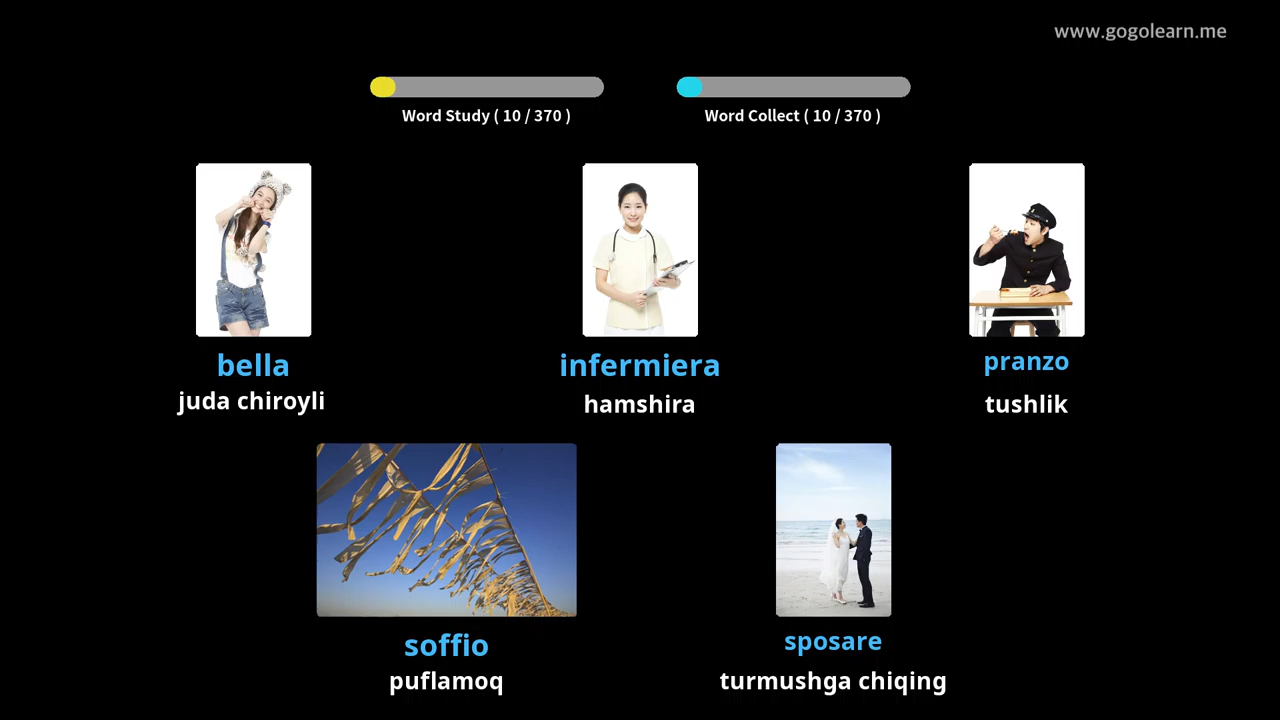 www.gogolearn.me
Word Study ( 10 / 370 )
Word Collect ( 10 / 370 )
bella
juda chiroyli
infermiera
hamshira
pranzo
tushlik
soffio
puflamoq
sposare
turmushga chiqing